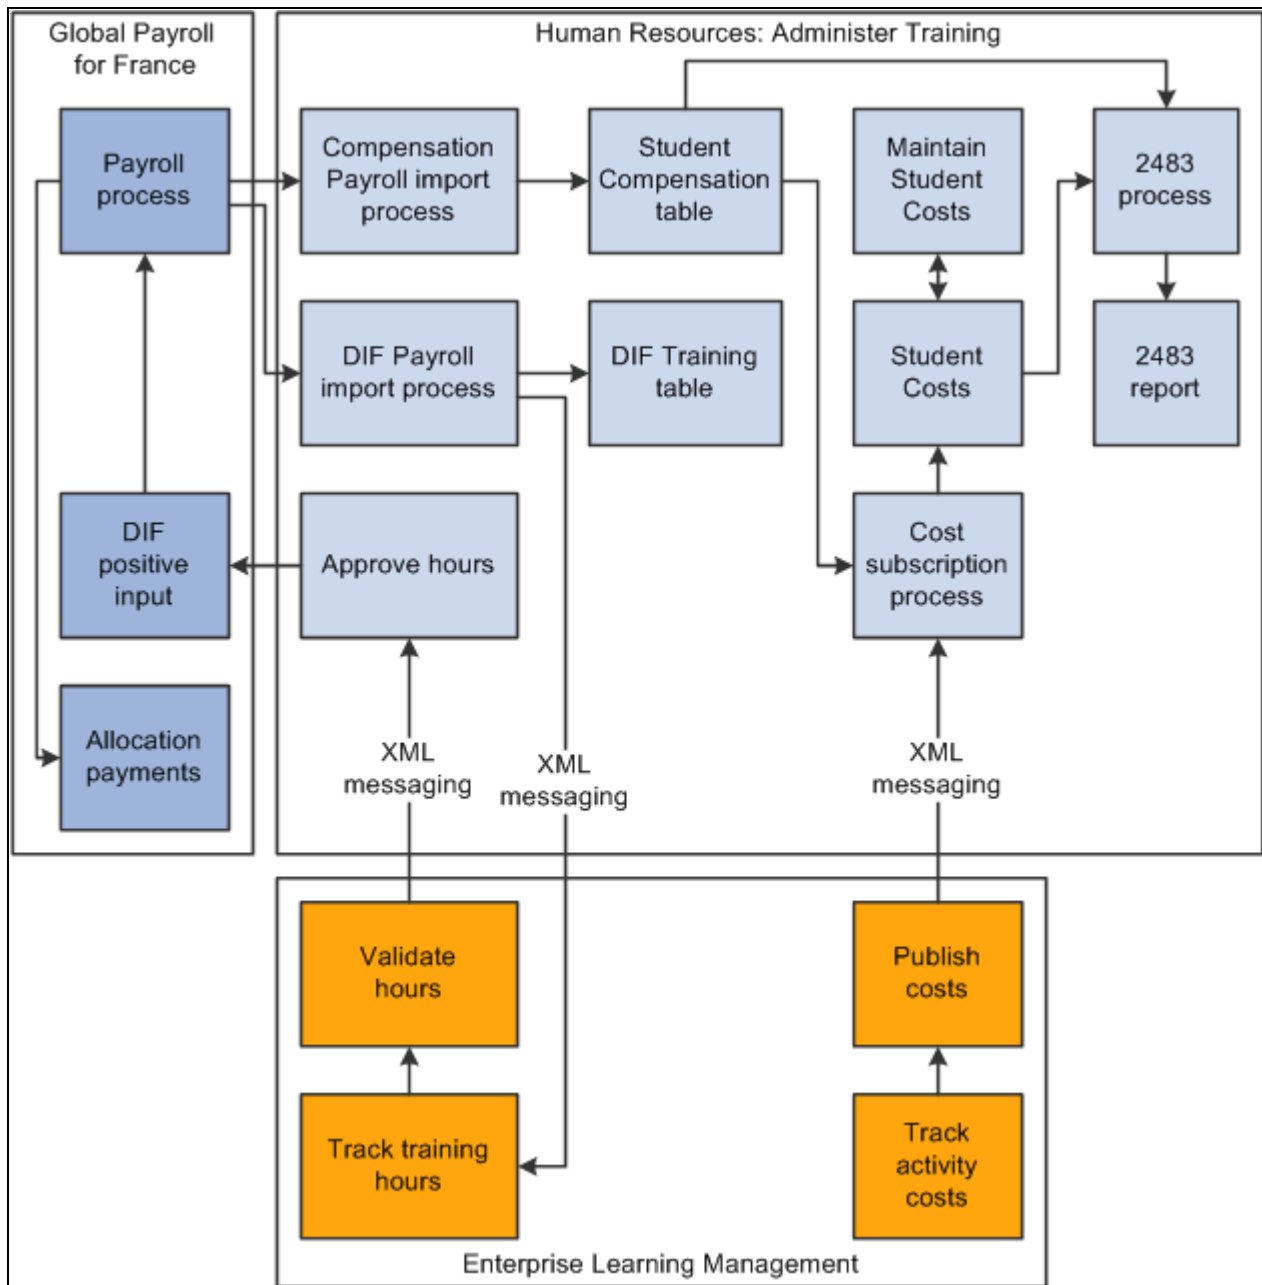 Global Payroll
for France
Human Resources: Administer Training
Payroll
process
Compensation
Payroll import
process
Student
Compensation
table
Maintain
Student
Costs
2483
process
DIF Payroll
import process
DIF Training
table
Student
Costs
2483
report
DIF
positive
input
Approve hours
Cost
subscription
process
Allocation
payments
XML
messaging
XML
messaging
XML
messaging
Validate
hours
Publish
costs
Track training
hours
Track
activity
costs
Enterprise Learning Management